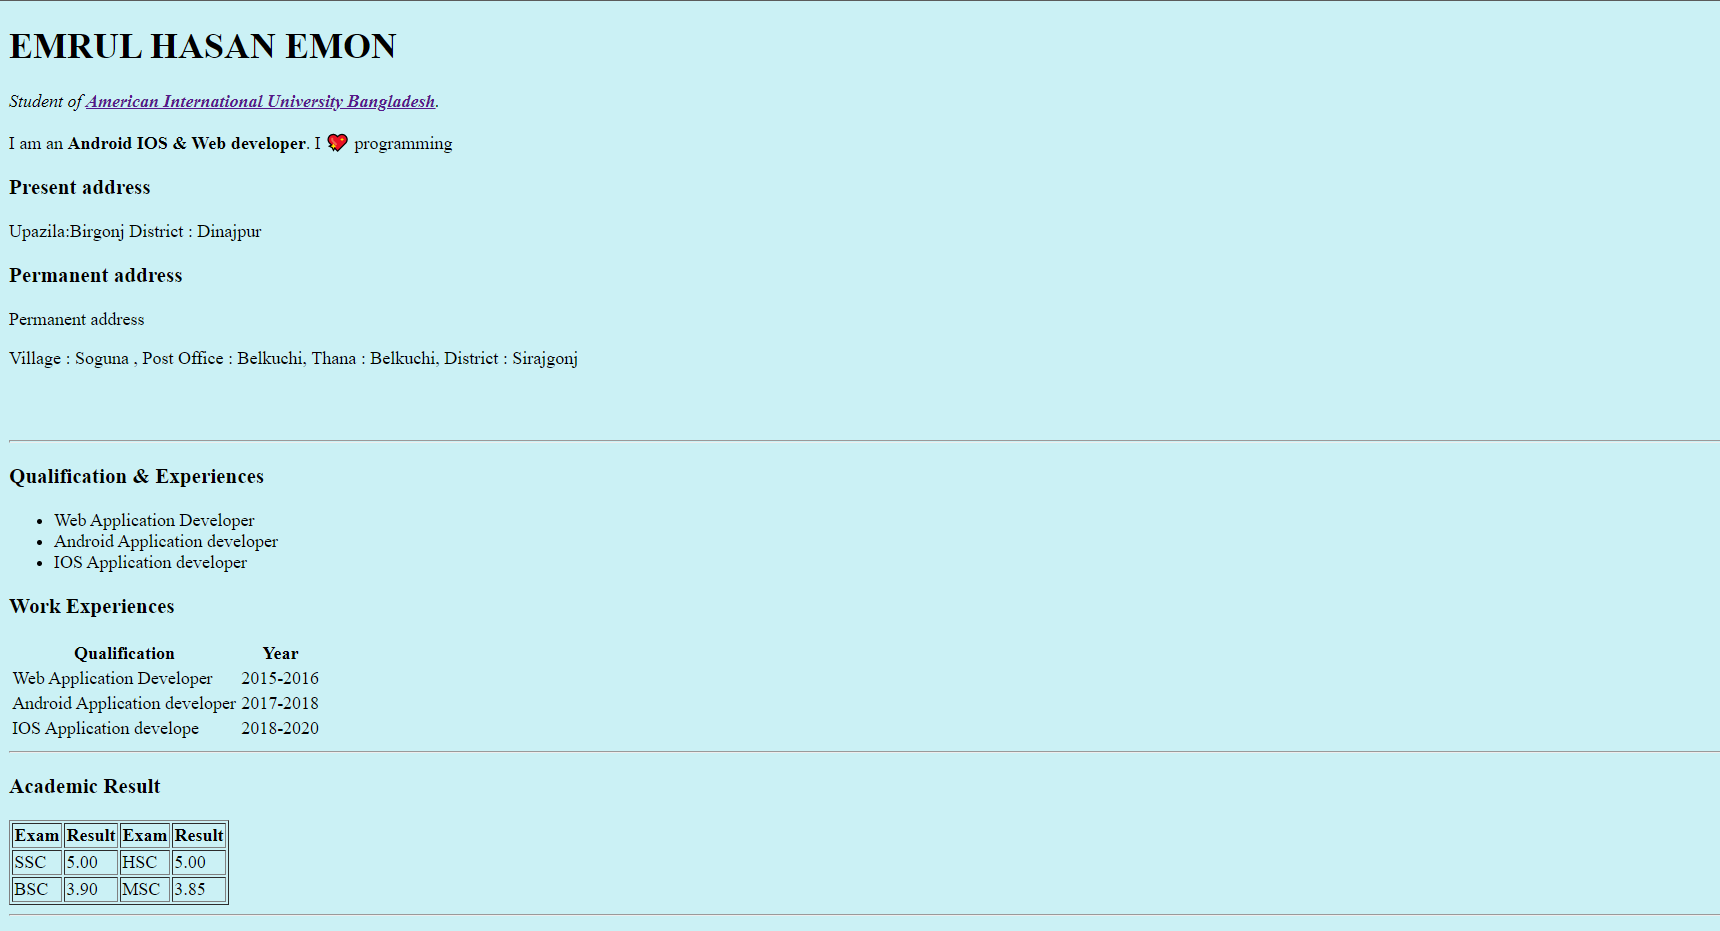 EMRUL HASAN EMON
Student of American International University Bangladesh.
I am an Android IOS & Web developer. I 💘 programming
Present address
Upazila:Birgonj District : Dinajpur
Permanent address
Permanent address
Village : Soguna , Post Office : Belkuchi, Thana : Belkuchi, District : Sirajgonj
Qualification & Experiences
• Web Application Developer
• Android Application developer
• IOS Application developer
Work Experiences
Qualification Year
Web Application Developer 2015-2016
Android Application developer 2017-2018
IOS Application develope 2018-2020
Academic Result
Exam Result Exam Result
SSC 5.00 HSC 5.00
BSC 3.90 MSC 3.85